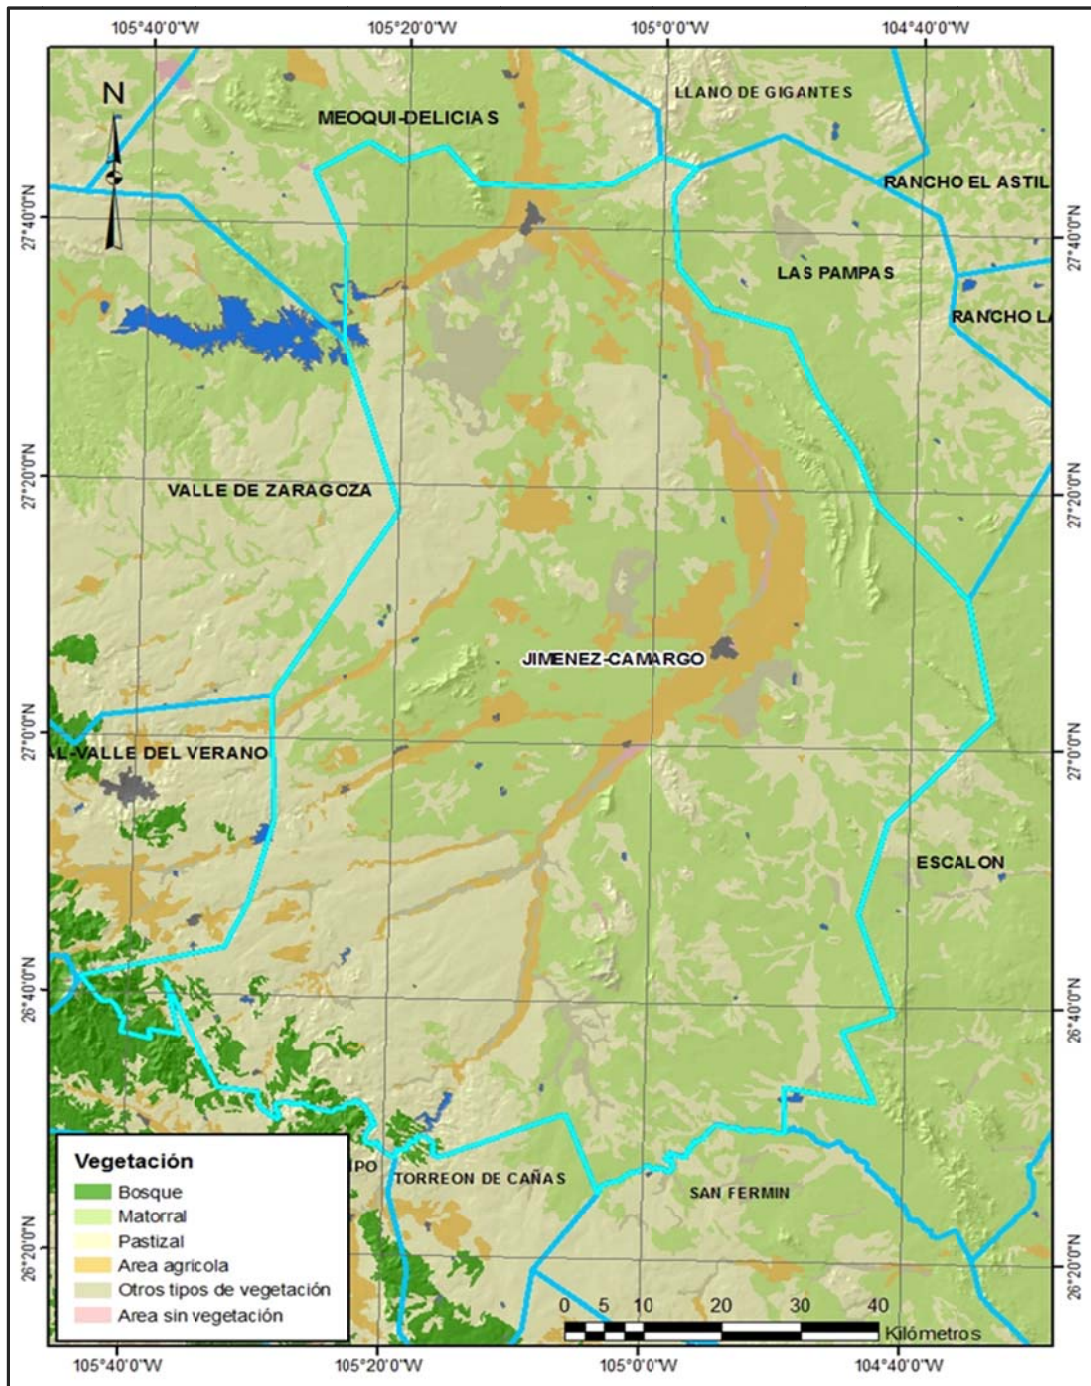 105°40'0"W 105°20'0"W 105°0'0"W 104°40'0"W
N
LLANO DE GIGANTES
MEOQUI-DELICIAS
RANCHO EL ASTIL
27°40'0"N
27°40'0"N
LAS PAMPAS
RANCHO LA
27°20'0"N
27°20'0"N
VALLE DE ZARAGOZA
JIMENEZ-CAMARGO
27°0'0"N
27°0'0"N
AL-VALLE DEL VERANO
ESCALON
26°40'0"N
26°40'0"N
IPO
TORREON DE CAÑAS
SAN FERMIN
26°20'0"N
26°20'0"N
Vegetación
Bosque
Matorral
Pastizal
Area agricola
Otros tipos de vegetación
Area sin vegetación
0 5 10 20 30 40
Kilómetros
105°40'0"W 105°20'0"W 105°0'0"W 104°40'0"W